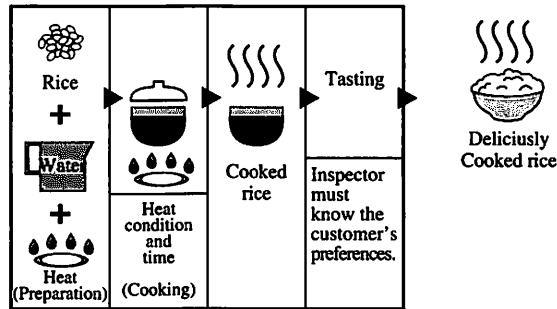 Rice
+
Water
+
Heat
(Preparation)
Heat
condition
and
time
(Cooking)
Cooked
rice
Tasting
Inspector
must
know the
customer's
preferences.
Deliciously
Cooked rice